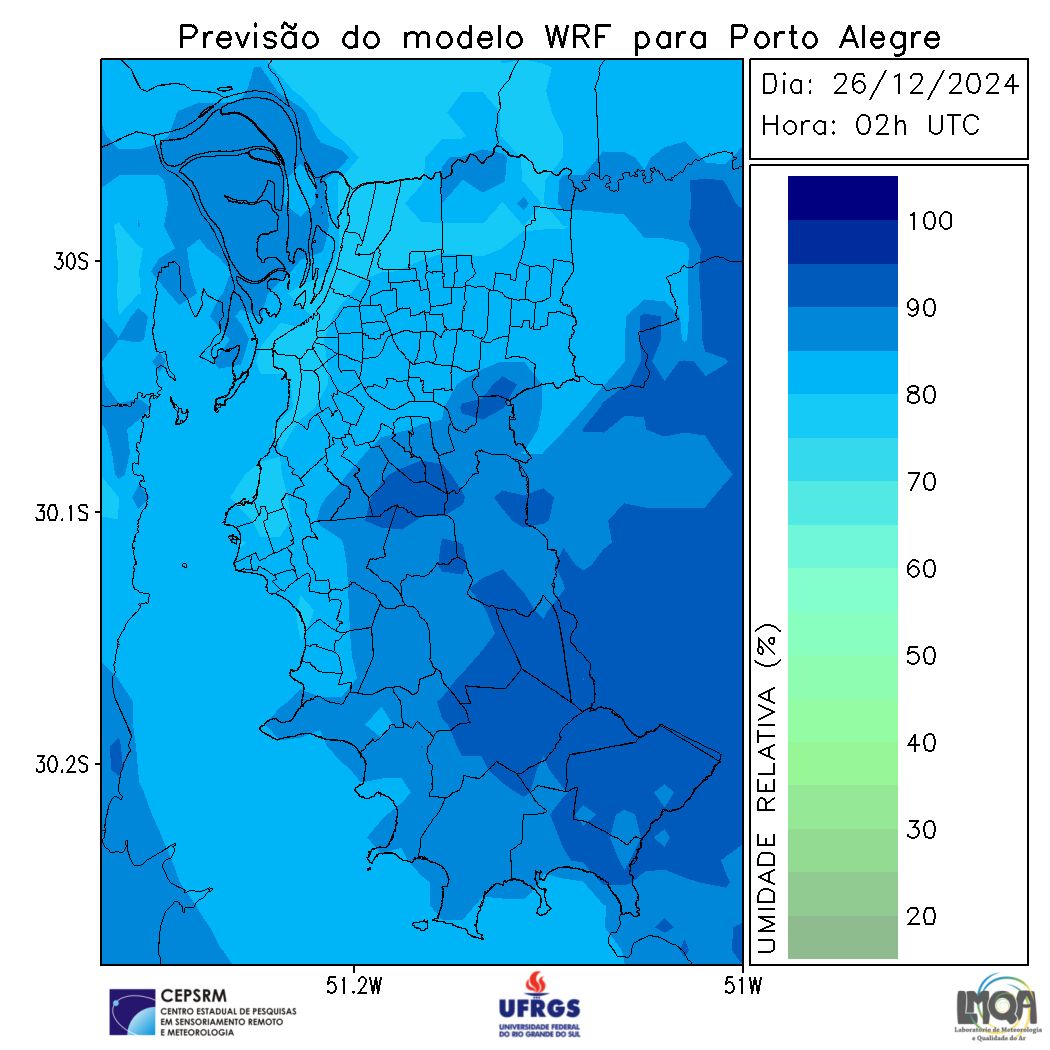 Previsão do modelo WRF para Porto Alegre
Dia: 26/12/2024
Hora: 02h UTC
30S
30.1S
30.2S
51.2W
51W
100
90
80
70
60
50
40
30
20
UMIDADE RELATIVA (%)
CEPSRM
CENTRO ESTADUAL DE PESQUISAS
EM SENSORIAMENTO REMOTO
E METEOROLOGIA
UFRGS
UNIVERSIDADE FEDERAL
DO RIO GRANDE DO SUL
LMQA
Laboratório de Meteorologia
e Qualidade do Ar